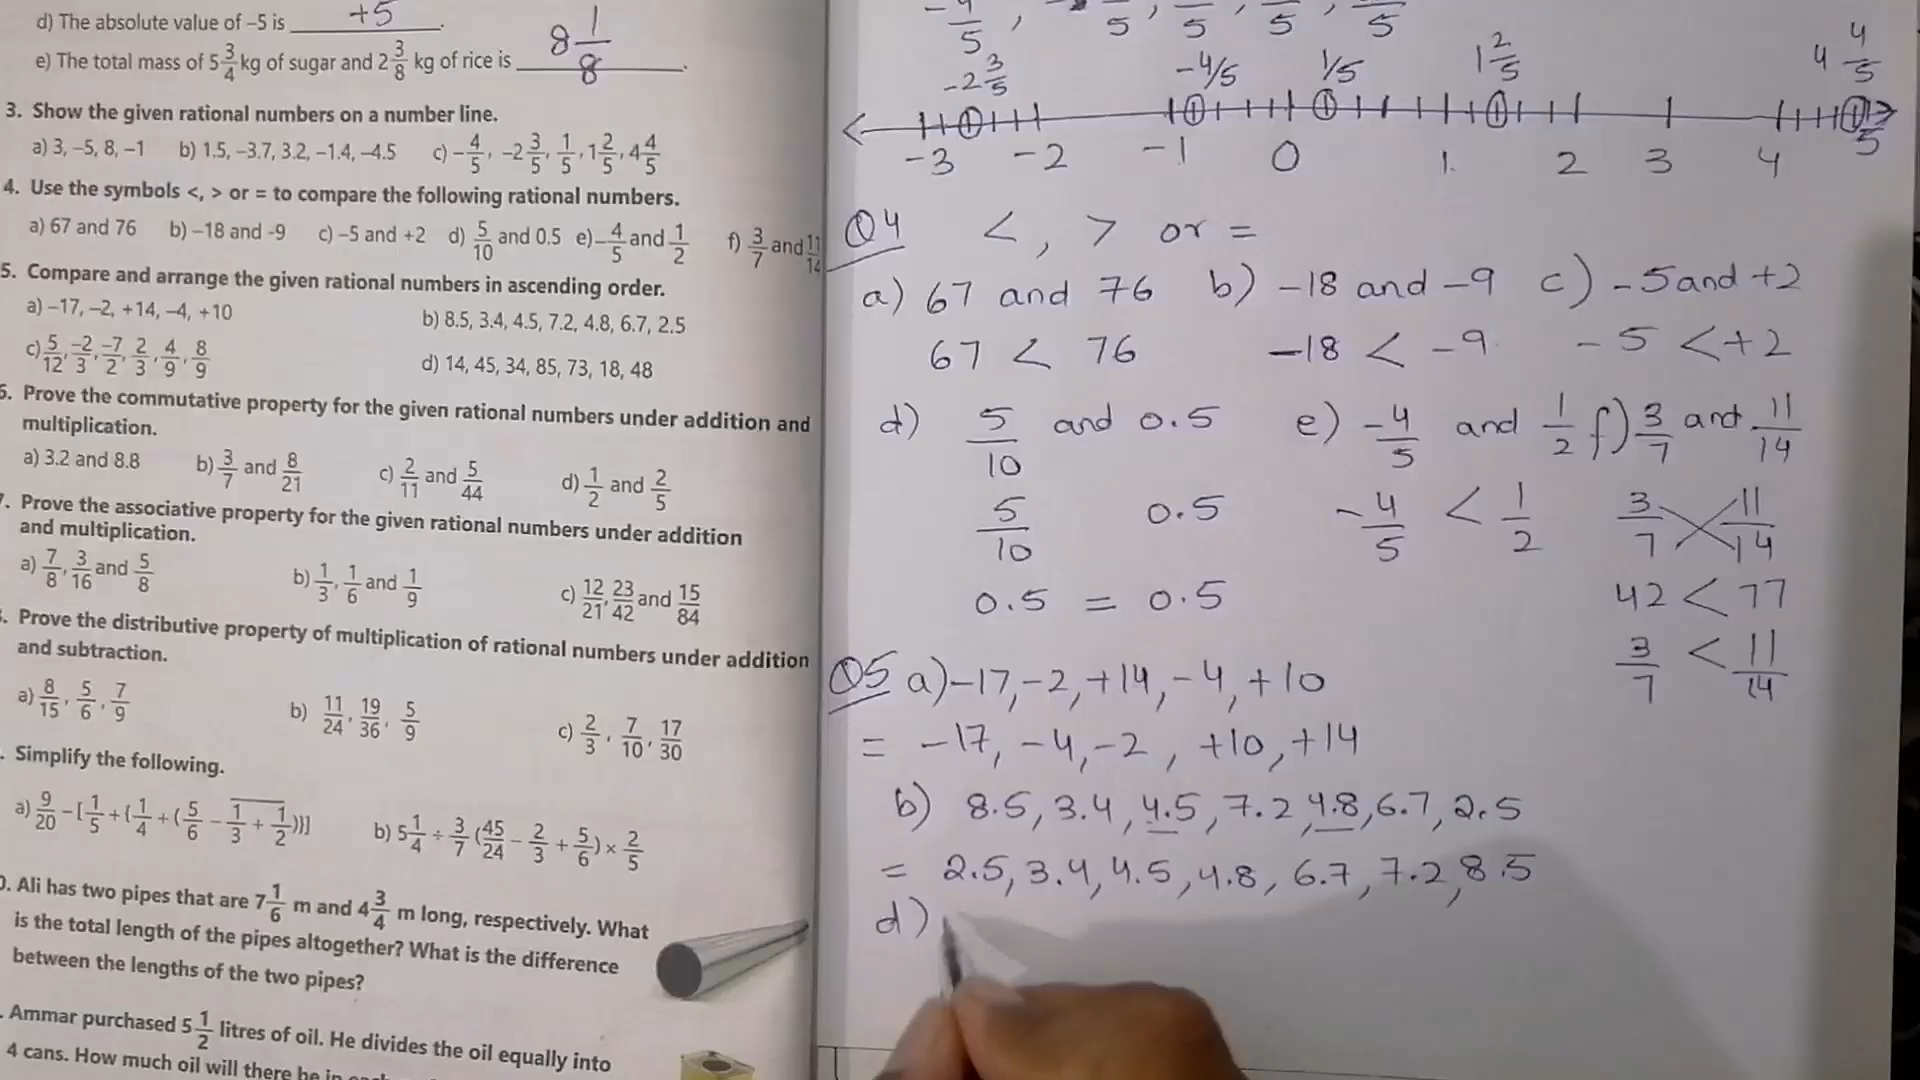 d) The absolute value of –5 is +5.
e) The total mass of 5 3/4 kg of sugar and 2 3/8 kg of rice is 8 1/8.
3. Show the given rational numbers on a number line.
a) 3, –5, 8, –1 b) 1.5, –3.7, 3.2, –1.4, –4.5 c) –4/5, –2 3/5, 1/5, 1 2/5, 4 4/5
4. Use the symbols <, > or = to compare the following rational numbers.
a) 67 and 76 b) –18 and -9 c) –5 and +2 d) 5/10 and 0.5 e) –4/5 and 1/2 f) 3/7 and 11/14
5. Compare and arrange the given rational numbers in ascending order.
a) –17, –2, +14, –4, +10 b) 8.5, 3.4, 4.5, 7.2, 4.8, 6.7, 2.5
c) 5/12, –2/3, –7/2, 2/3, 4/9, 8/9 d) 14, 45, 34, 85, 73, 18, 48
. Prove the commutative property for the given rational numbers under addition and
multiplication.
a) 3.2 and 8.8 b) 3/7 and 8/21 c) 2/11 and 5/44 d) 1/2 and 2/5
. Prove the associative property for the given rational numbers under addition
and multiplication.
a) 7/8, 3/16 and 5/8 b) 1/3, 1/6 and 1/9 c) 12/21, 23/42 and 15/84
. Prove the distributive property of multiplication of rational numbers under addition
and subtraction.
a) 8/15, 5/6, 7/9 b) 11/24, 19/36, 5/9 c) 2/3, 7/10, 17/30
. Simplify the following.
a) 9/20 – [1/5 + {1/4 + (5/6 – 1/3 + 1/2)}] b) 5 1/4 ÷ 3/7 (45/24 – 2/3 + 5/6) × 2/5
. Ali has two pipes that are 7 1/6 m and 4 3/4 m long, respectively. What
is the total length of the pipes altogether? What is the difference
between the lengths of the two pipes?
. Ammar purchased 5 1/2 litres of oil. He divides the oil equally into
4 cans. How much oil will there be in
-2 3/5 -4/5 1/5 1 2/5 4 4/5
-3 -2 -1 0 1 2 3 4 5
Q4 < , > or =
a) 67 and 76 b) -18 and -9 c) -5 and +2
67 < 76 -18 < -9 -5 < +2
d) 5/10 and 0.5 e) -4/5 and 1/2 f) 3/7 and 11/14
5/10 0.5 -4/5 < 1/2 3/7 11/14
0.5 = 0.5 42 < 77
3/7 < 11/14
Q5 a) -17, -2, +14, -4, +10
= -17, -4, -2, +10, +14
b) 8.5, 3.4, 4.5, 7.2, 4.8, 6.7, 2.5
= 2.5, 3.4, 4.5, 4.8, 6.7, 7.2, 8.5
d)